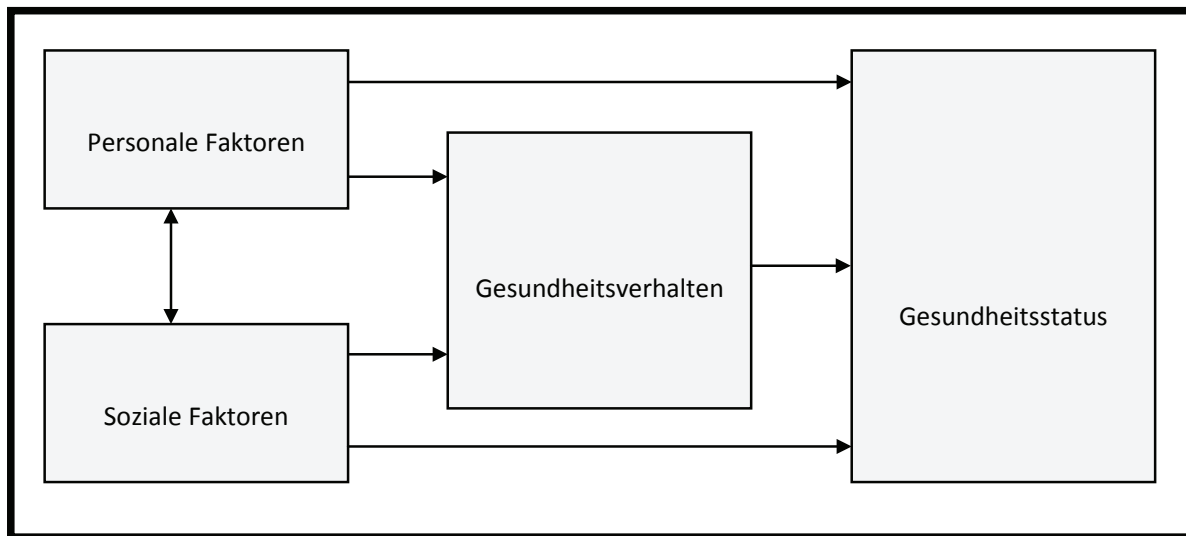 Personale Faktoren
Gesundheitsverhalten
Gesundheitsstatus
Soziale Faktoren